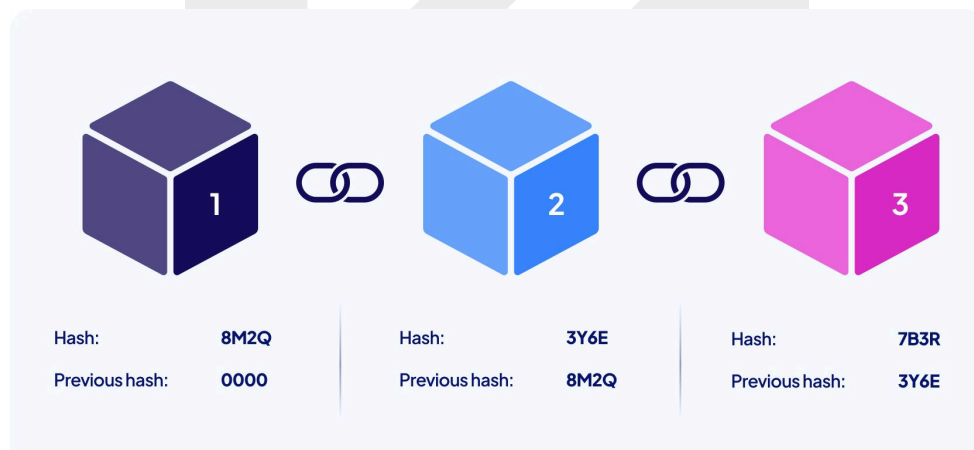 1
2
3
Hash: 8M2Q
Previous hash: 0000
Hash: 3Y6E
Previous hash: 8M2Q
Hash: 7B3R
Previous hash: 3Y6E